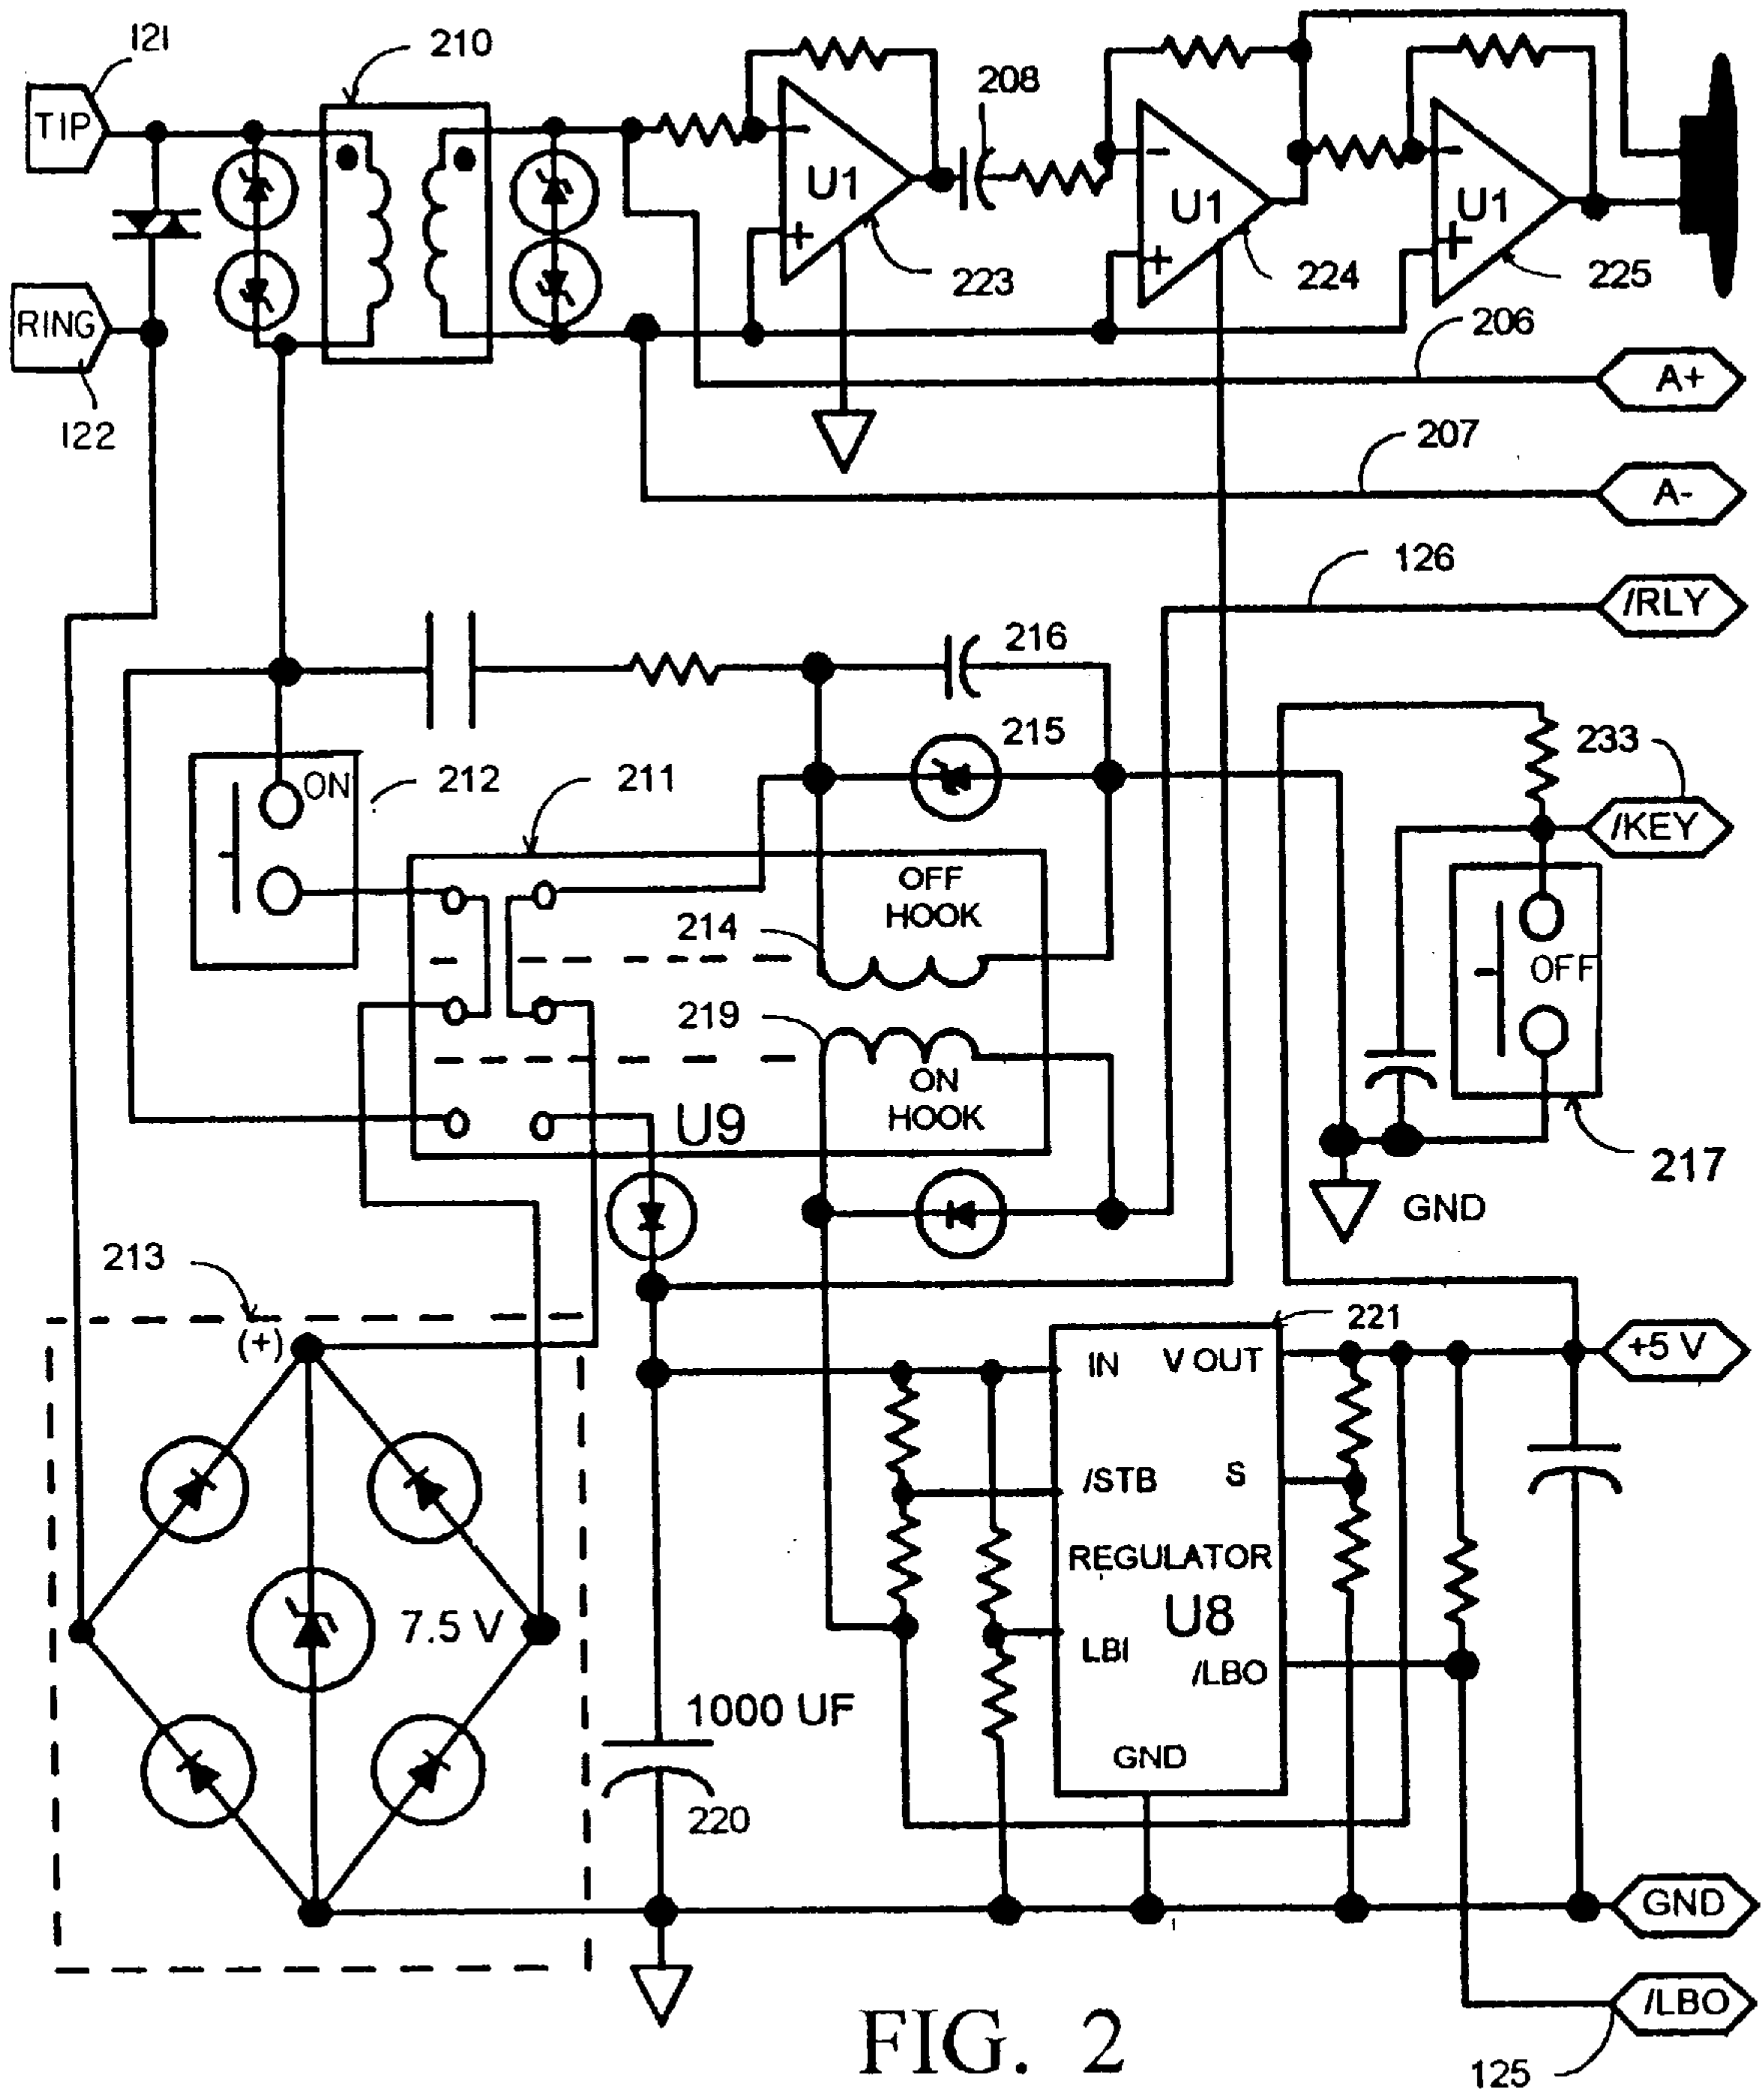 121
210
TIP
208
U1
U1
U1
223
224
225
RING
206
A+
122
207
A-
126
/RLY
216
215
233
ON
212
211
/KEY
OFF
HOOK
214
OFF
219
ON
HOOK
U9
217
GND
213
221
(+)
IN
V OUT
+5 V
/STB
S
REGULATOR
U8
7.5 V
LBI
/LBO
1000 UF
GND
220
GND
/LBO
FIG. 2
125